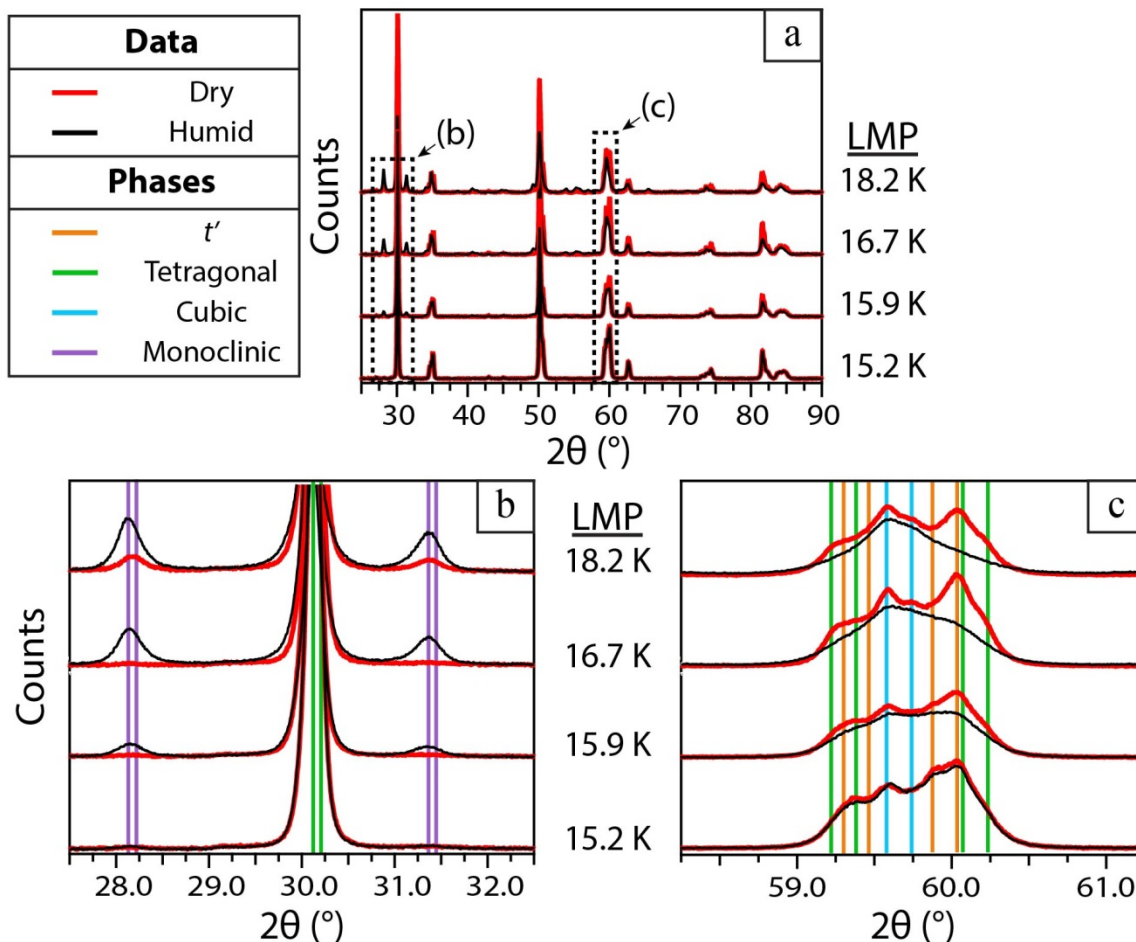 Data
Dry
Humid
Phases
t′
Tetragonal
Cubic
Monoclinic
a
(b)
(c)
Counts
LMP
18.2 K
16.7 K
15.9 K
15.2 K
30 40 50 60 70 80 90
2θ (°)
b
Counts
28.0 29.0 30.0 31.0 32.0
2θ (°)
LMP
18.2 K
16.7 K
15.9 K
15.2 K
c
59.0 60.0 61.0
2θ (°)